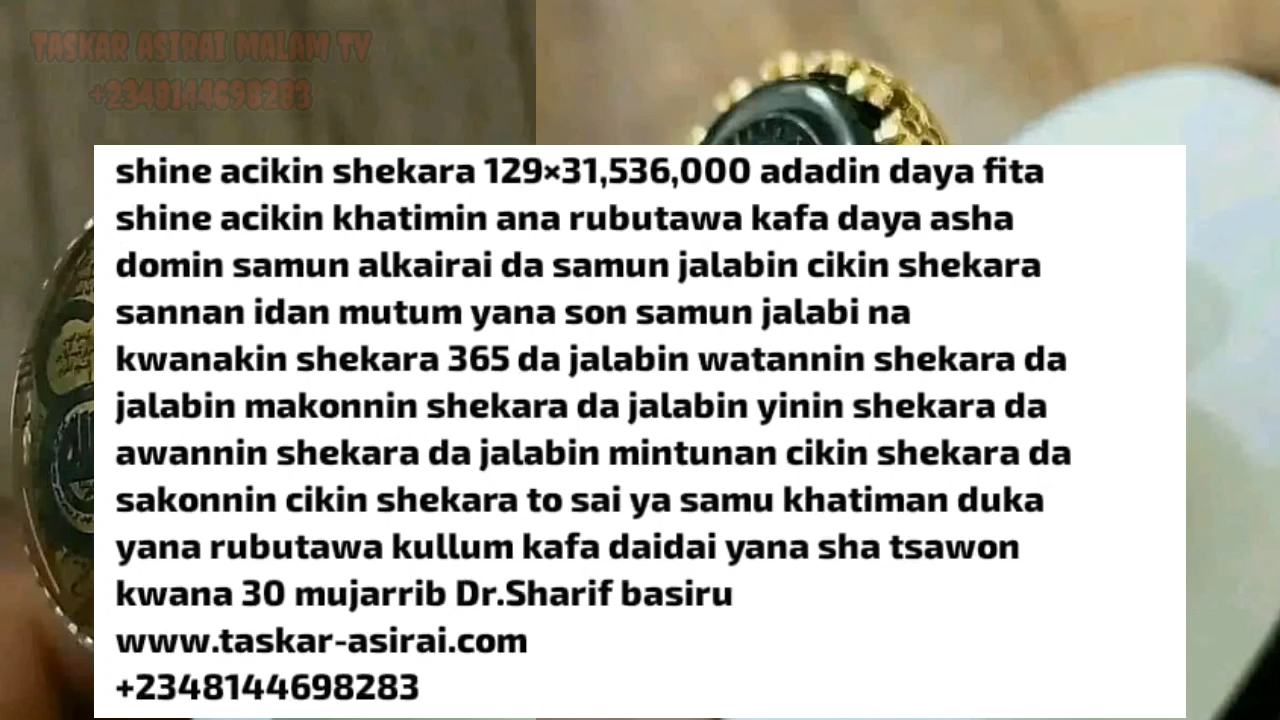 TASKAR ASIRAI MALAM TV
+2348144698283
shine acikin shekara 129×31,536,000 adadin daya fita
shine acikin khatimin ana rubutawa kafa daya asha
domin samun alkairai da samun jalabin cikin shekara
sannan idan mutum yana son samun jalabi na
kwanakin shekara 365 da jalabin watannin shekara da
jalabin makonnin shekara da jalabin yinin shekara da
awannin shekara da jalabin mintunan cikin shekara da
sakonnin cikin shekara to sai ya samu khatiman duka
yana rubutawa kullum kafa daidai yana sha tsawon
kwana 30 mujarrib Dr.Sharif basiru
www.taskar-asirai.com
+2348144698283